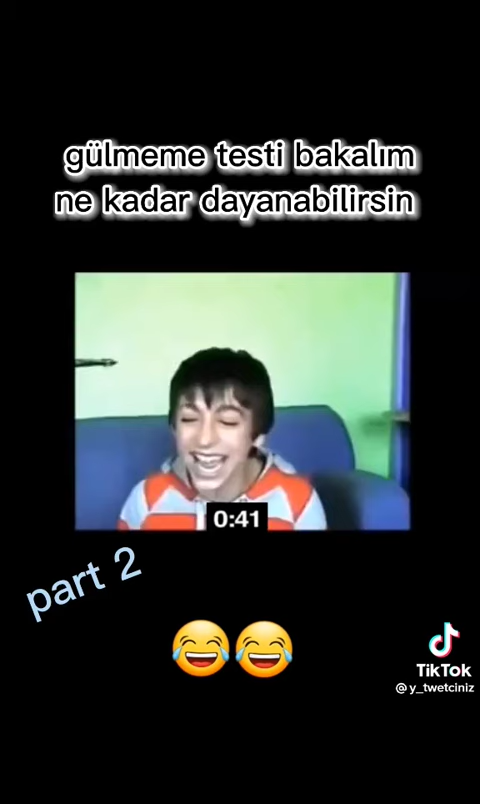 gülmeme testi bakalım
ne kadar dayanabilirsin
0:41
part 2
TikTok
@y_twetciniz